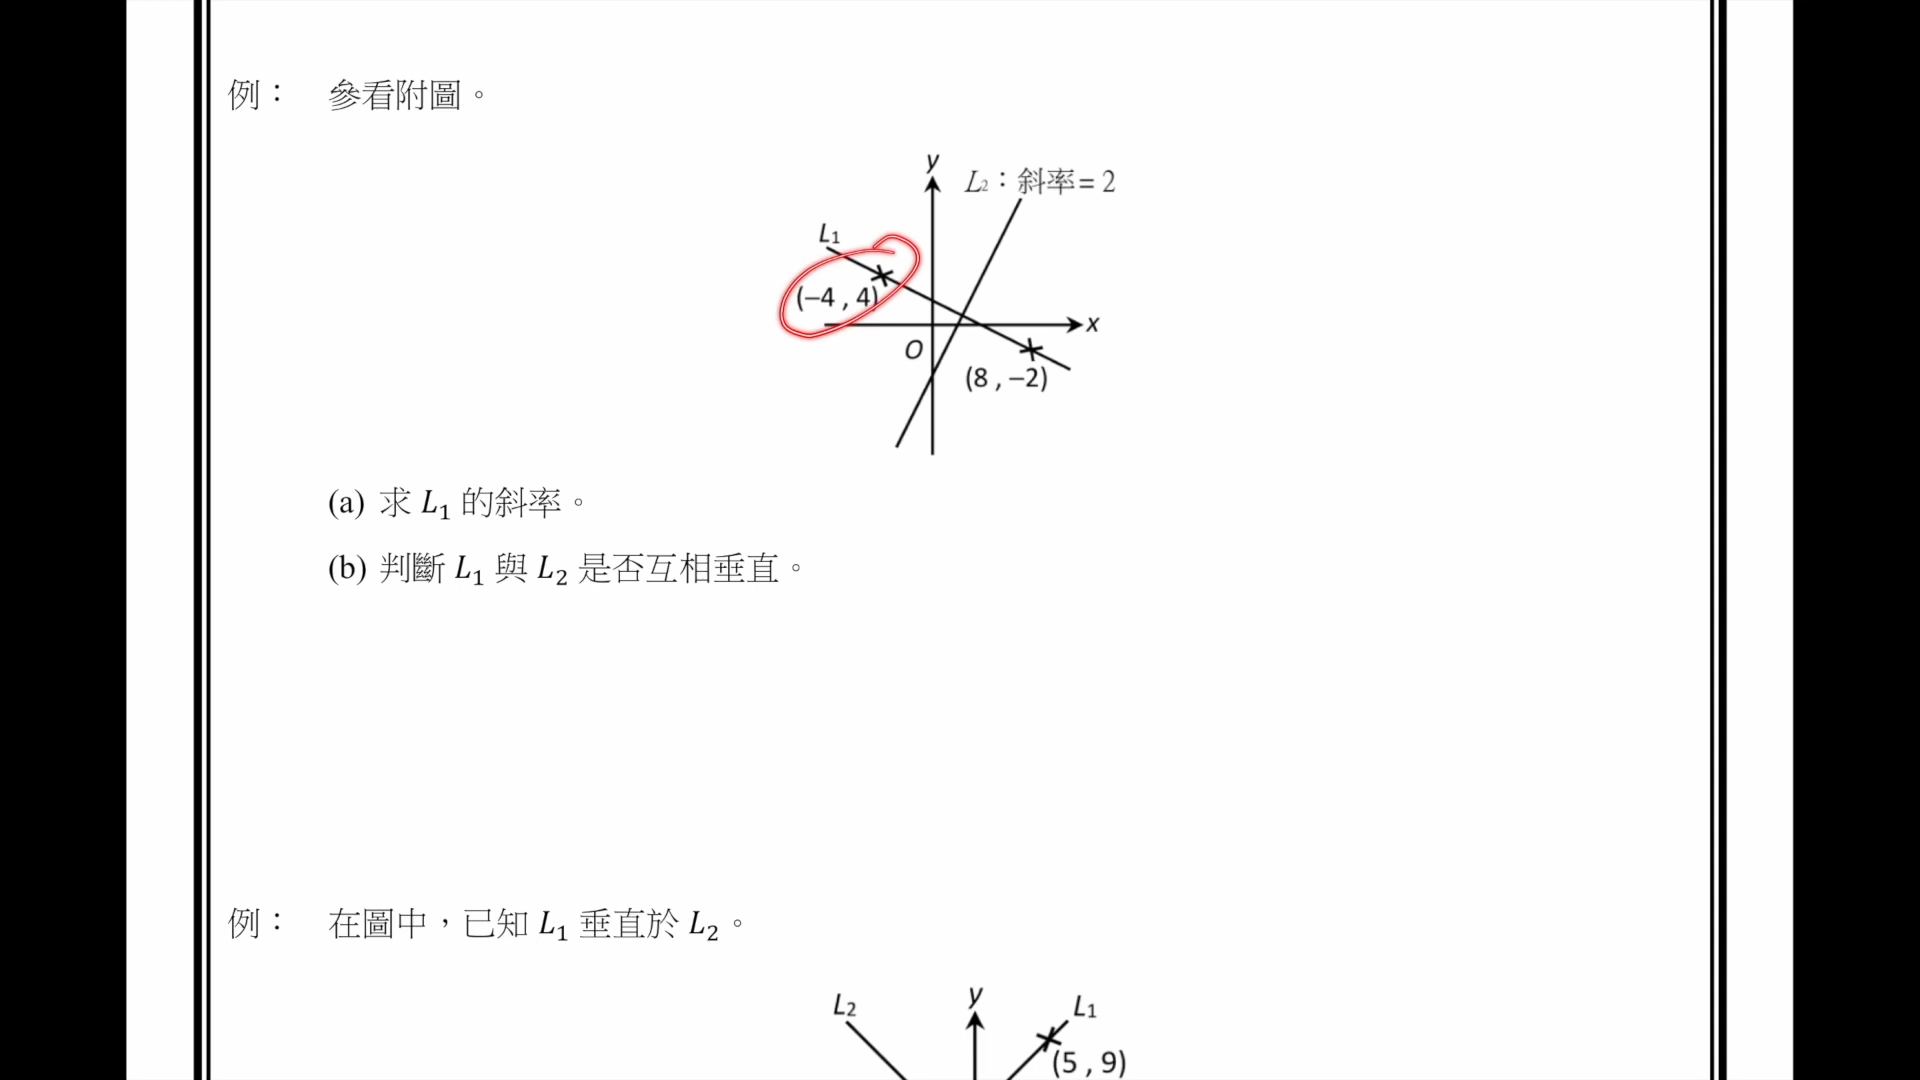 例： 參看附圖。
y
L2：斜率= 2
L1
(−4 , 4)
x
O
(8 , −2)
(a) 求 L1 的斜率。
(b) 判斷 L1 與 L2 是否互相垂直。
例： 在圖中，已知 L1 垂直於 L2。
L2
y
L1
(5 , 9)